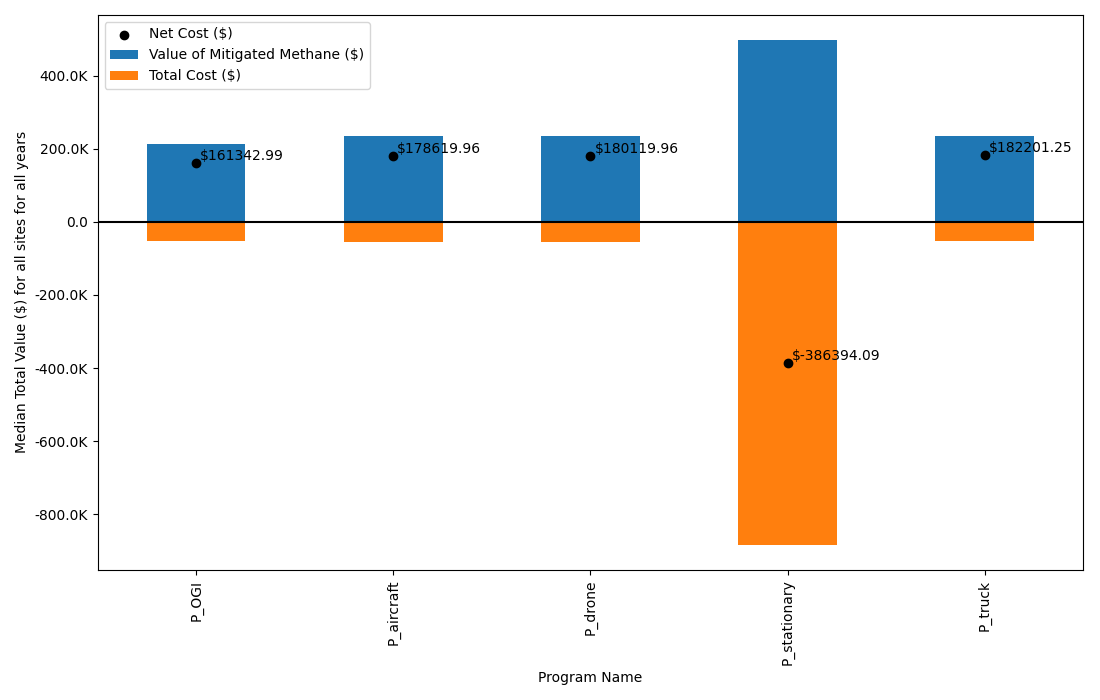 Net Cost ($)
Value of Mitigated Methane ($)
Total Cost ($)
400.0K
200.0K
0.0
-200.0K
-400.0K
-600.0K
-800.0K
Median Total Value ($) for all sites for all years
$161342.99
$178619.96
$180119.96
$-386394.09
$182201.25
P_OGI
P_aircraft
P_drone
P_stationary
P_truck
Program Name